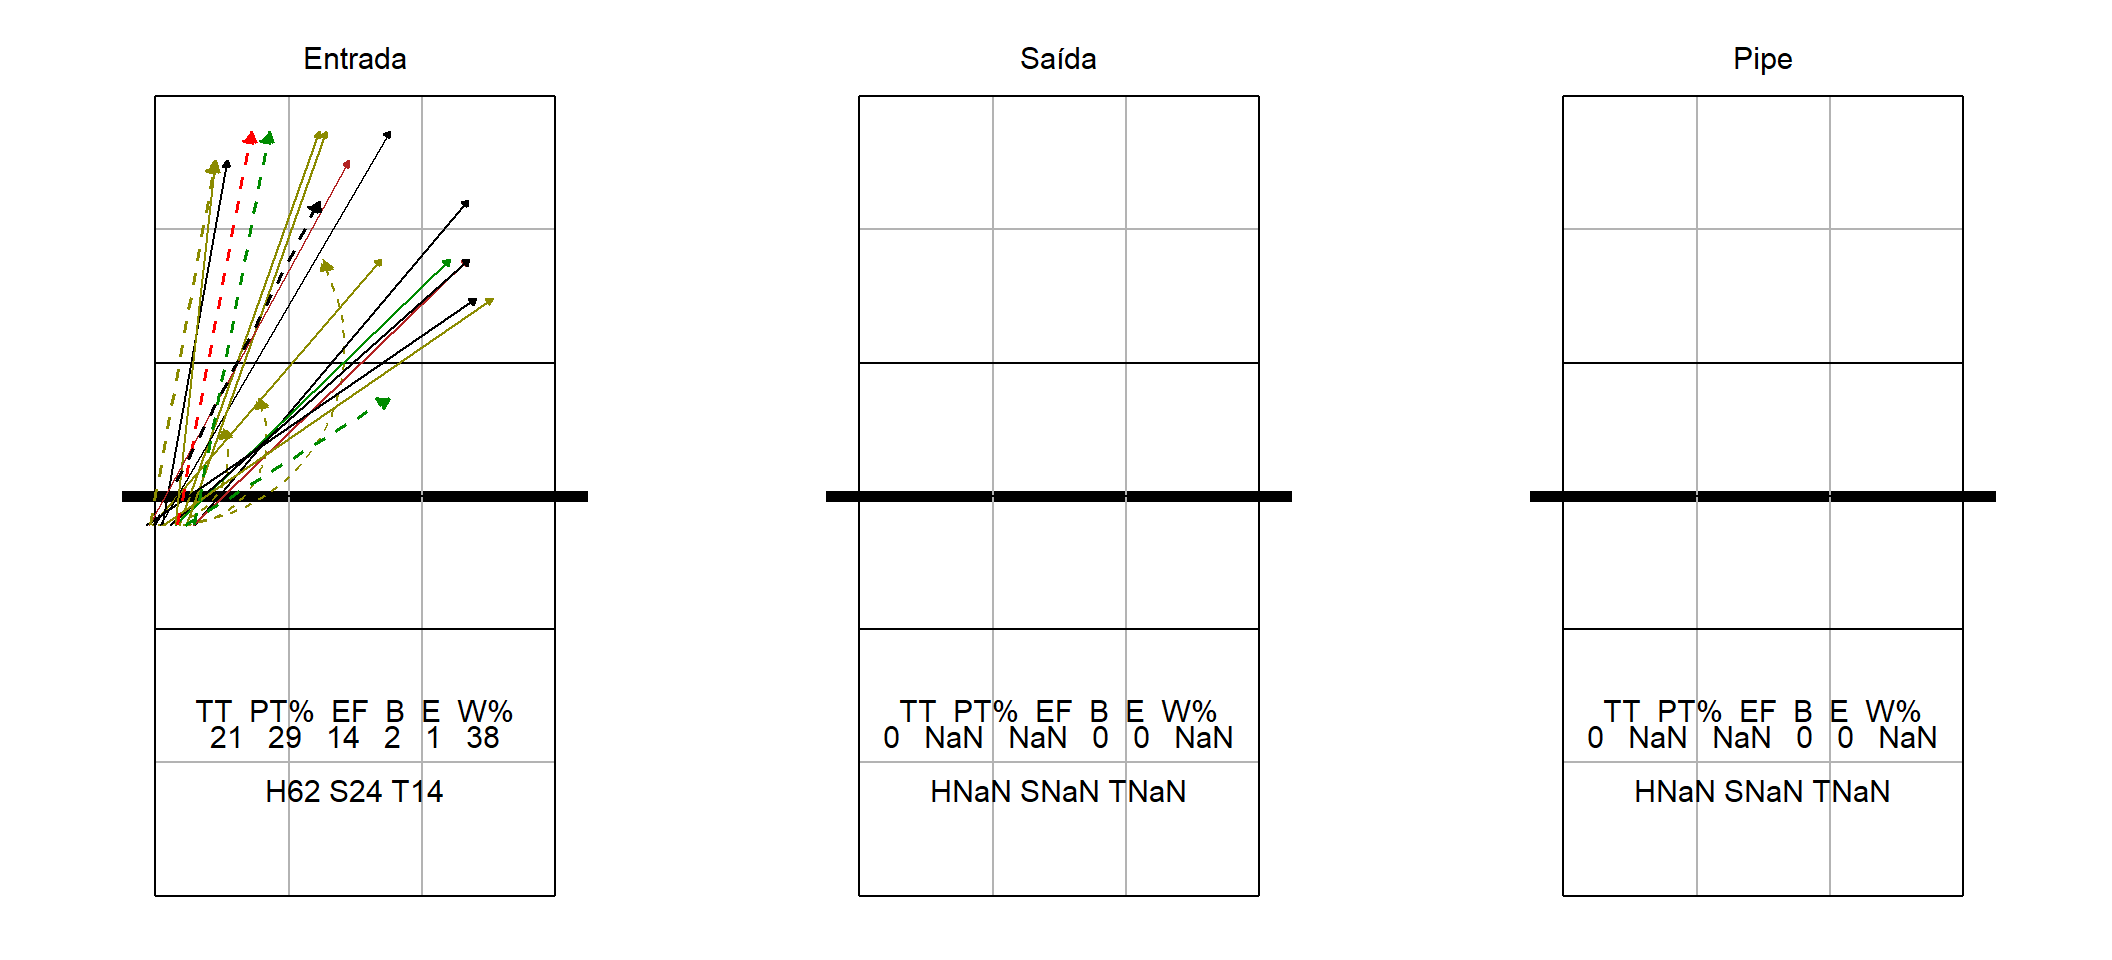 Entrada
TT PT% EF B E W%
21 29 14 2 1 38
H62 S24 T14
Saída
TT PT% EF B E W%
0 NaN NaN 0 0 NaN
HNaN SNaN TNaN
Pipe
TT PT% EF B E W%
0 NaN NaN 0 0 NaN
HNaN SNaN TNaN